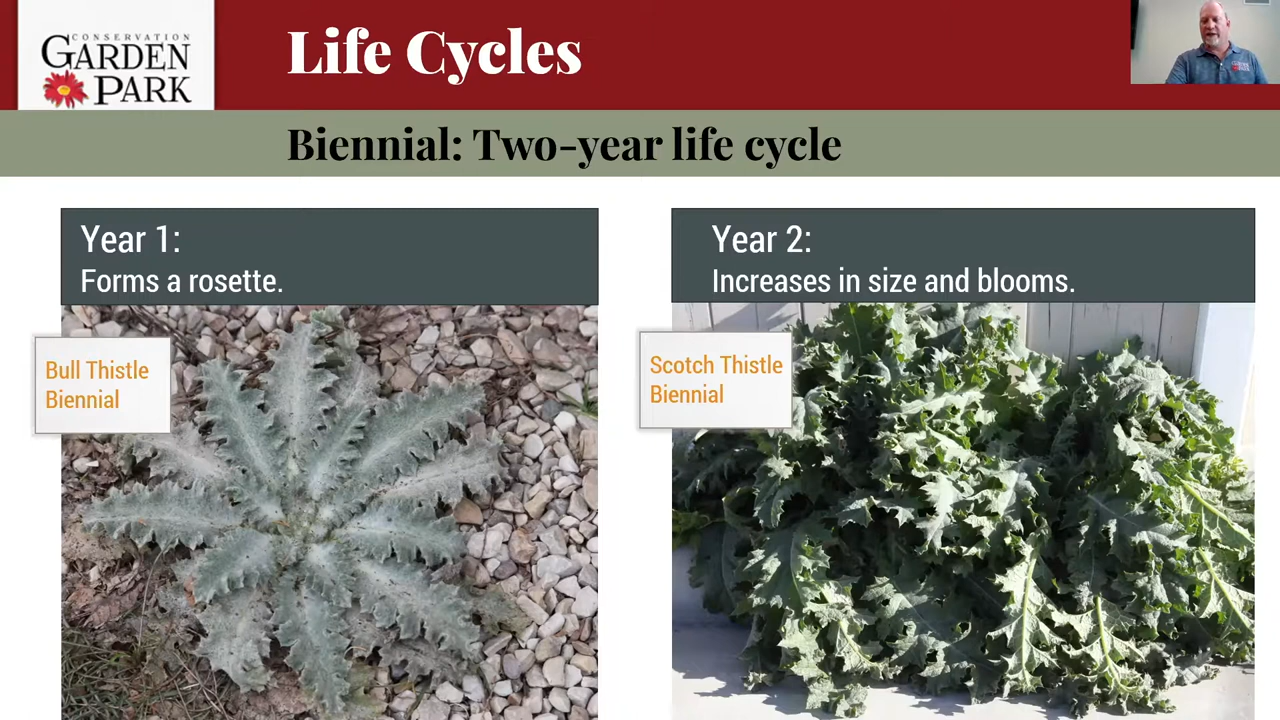 CONSERVATION
GARDEN
PARK
Life Cycles
Biennial: Two-year life cycle
Year 1:
Forms a rosette.
Bull Thistle
Biennial
Year 2:
Increases in size and blooms.
Scotch Thistle
Biennial